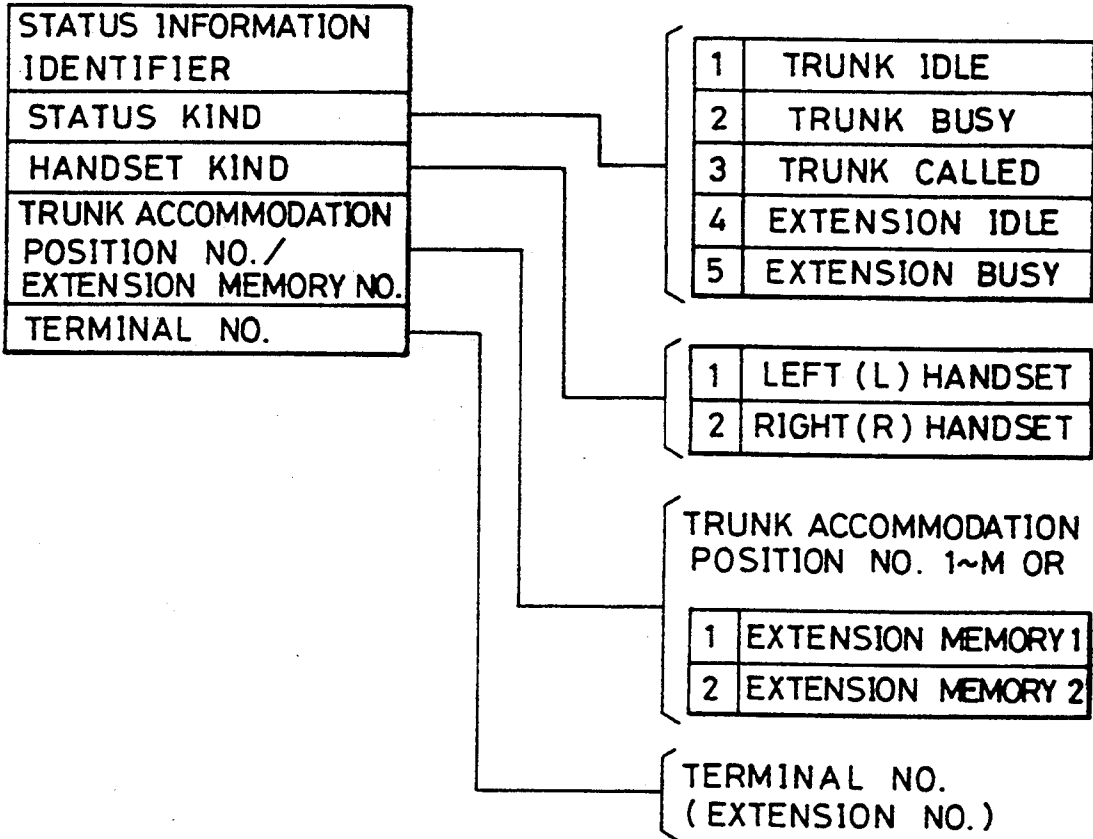 STATUS INFORMATION
IDENTIFIER
STATUS KIND
HANDSET KIND
TRUNK ACCOMMODATION
POSITION NO./
EXTENSION MEMORY NO.
TERMINAL NO.
1 TRUNK IDLE
2 TRUNK BUSY
3 TRUNK CALLED
4 EXTENSION IDLE
5 EXTENSION BUSY
1 LEFT (L) HANDSET
2 RIGHT (R) HANDSET
TRUNK ACCOMMODATION
POSITION NO. 1~M OR
1 EXTENSION MEMORY 1
2 EXTENSION MEMORY 2
TERMINAL NO.
(EXTENSION NO.)